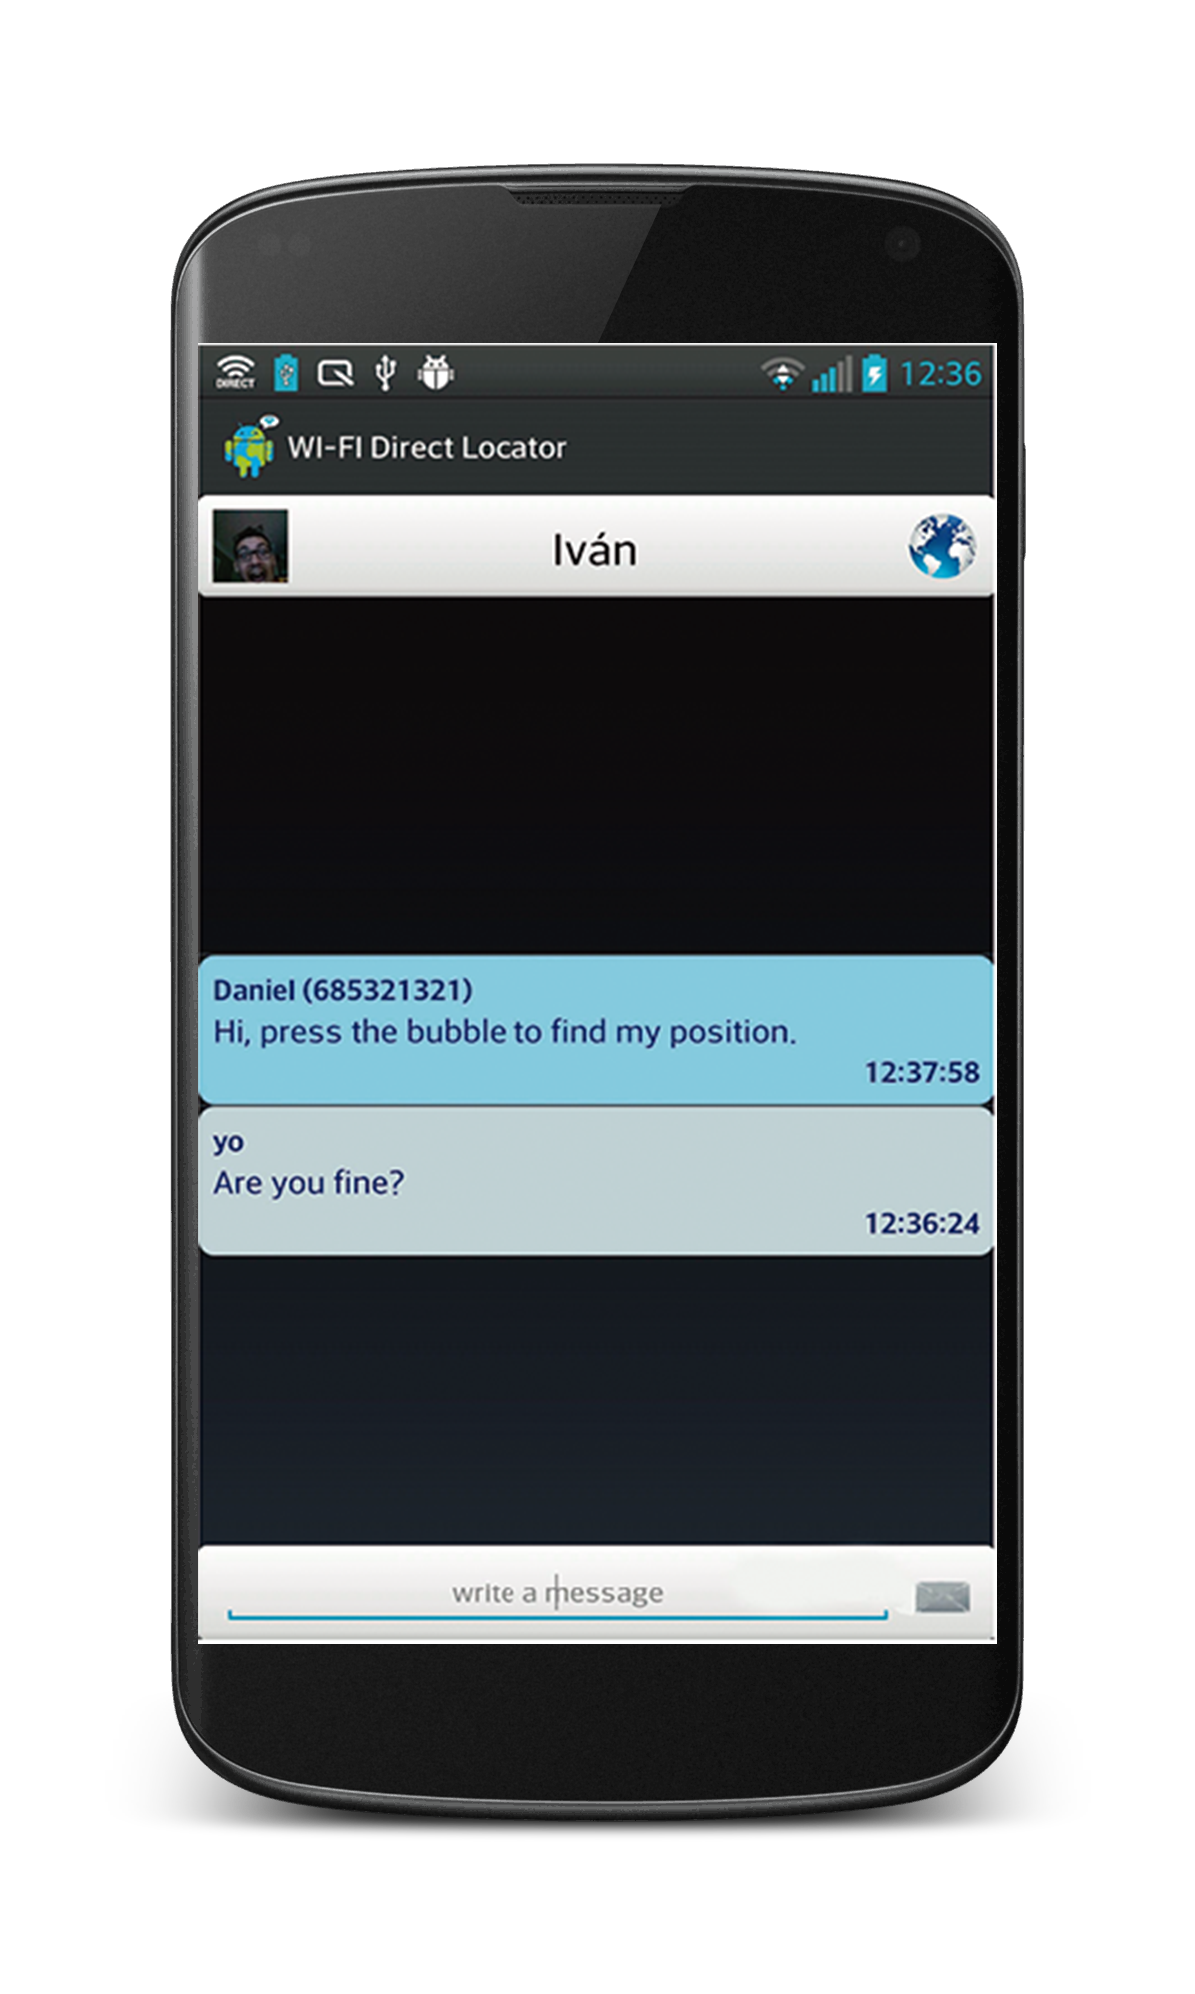 DIRECT
12:36
WI-FI Direct Locator
Iván
Daniel (685321321)
Hi, press the bubble to find my position.
12:37:58
yo
Are you fine?
12:36:24
write a message